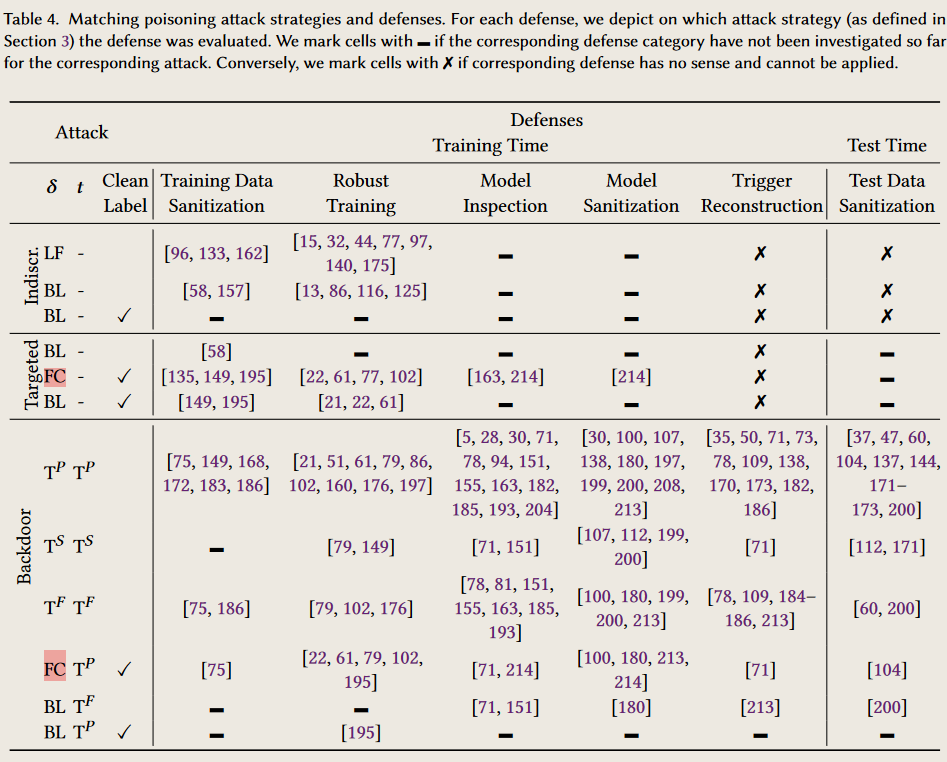 Table 4. Matching poisoning attack strategies and defenses. For each defense, we depict on which attack strategy (as defined in
Section 3) the defense was evaluated. We mark cells with – if the corresponding defense category have not been investigated so far
for the corresponding attack. Conversely, we mark cells with ✗ if corresponding defense has no sense and cannot be applied.
Attack Defenses
Training Time Test Time
δ t Clean Label Training Data Sanitization Robust Training Model Inspection Model Sanitization Trigger Reconstruction Test Data Sanitization
Indiscr.
LF - [96, 133, 162] [15, 32, 44, 77, 97, 140, 175] – – ✗ ✗
BL - [58, 157] [13, 86, 116, 125] – – ✗ ✗
BL - ✓ – – – – ✗ ✗
Targeted
BL - [58] – – – ✗ –
FC - ✓ [135, 149, 195] [22, 61, 77, 102] [163, 214] [214] ✗ –
BL - ✓ [149, 195] [21, 22, 61] – – ✗ –
Backdoor
T^P T^P [75, 149, 168, 172, 183, 186] [21, 51, 61, 79, 86, 102, 160, 176, 197] [5, 28, 30, 71, 78, 94, 151, 155, 163, 182, 185, 193, 204] [30, 100, 107, 138, 180, 197, 199, 200, 208, 213] [35, 50, 71, 73, 78, 109, 138, 170, 173, 182, 186] [37, 47, 60, 104, 137, 144, 171–173, 200]
T^S T^S – [79, 149] [71, 151] [107, 112, 199, 200] [71] [112, 171]
T^F T^F [75, 186] [79, 102, 176] [78, 81, 151, 155, 163, 185, 193] [100, 180, 199, 200, 213] [78, 109, 184–186, 213] [60, 200]
FC T^P ✓ [75] [22, 61, 79, 102, 195] [71, 214] [100, 180, 213, 214] [71] [104]
BL T^F – – [71, 151] [180] [213] [200]
BL T^P ✓ – [195] – – – –